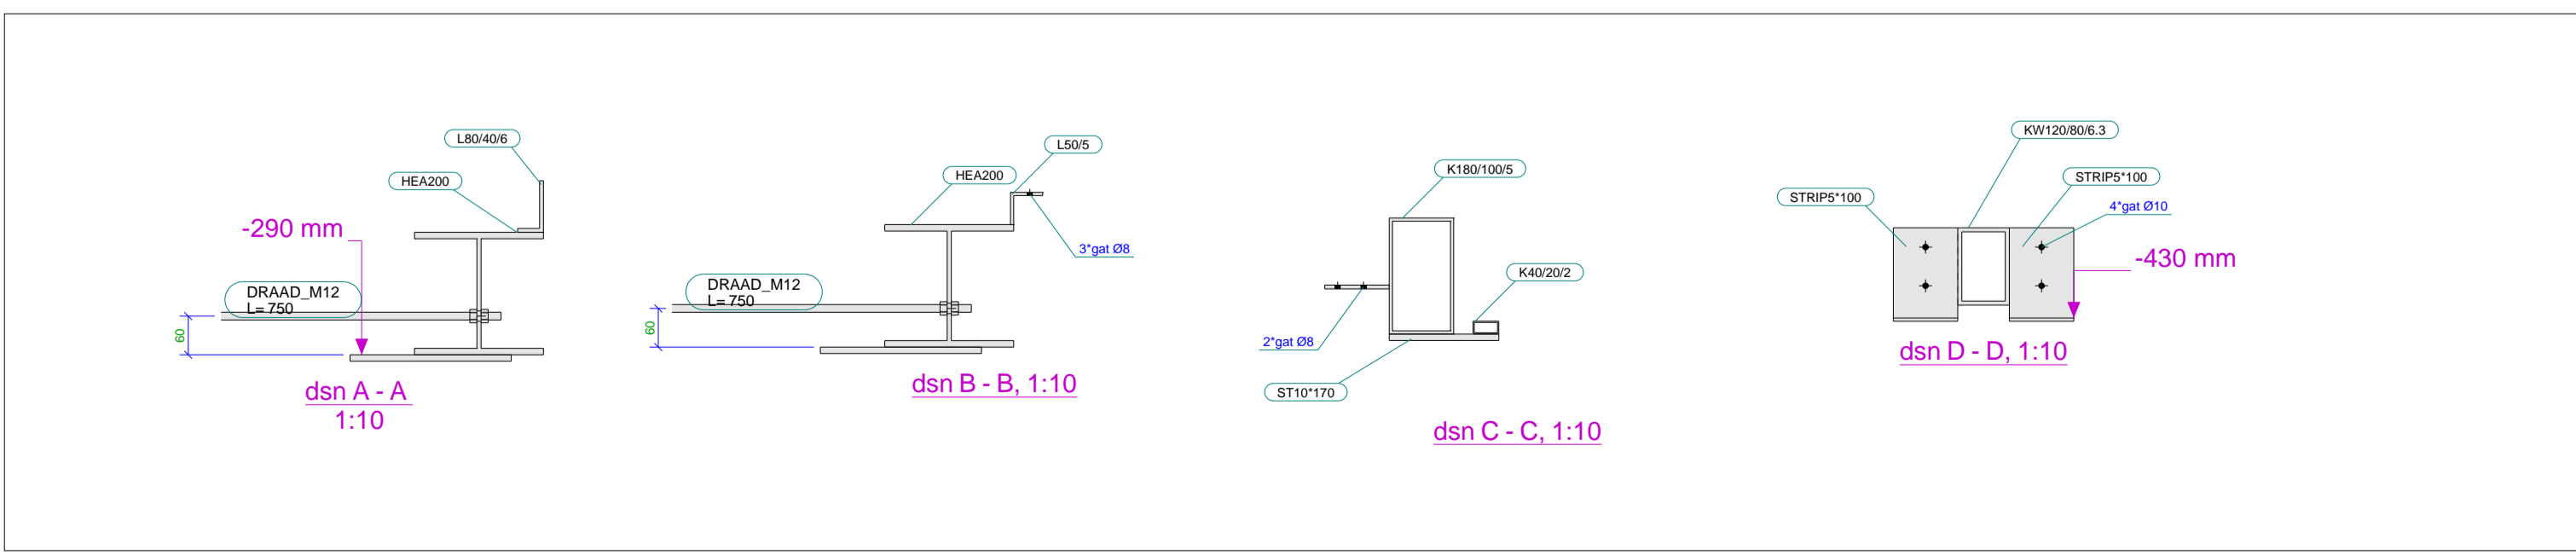 L80/40/6
HEA200
-290 mm
DRAAD_M12
L= 750
60
dsn A - A
1:10
L50/5
HEA200
3*gat Ø8
DRAAD_M12
L= 750
60
dsn B - B, 1:10
K180/100/5
K40/20/2
2*gat Ø8
ST10*170
dsn C - C, 1:10
KW120/80/6.3
STRIP5*100
STRIP5*100
4*gat Ø10
-430 mm
dsn D - D, 1:10